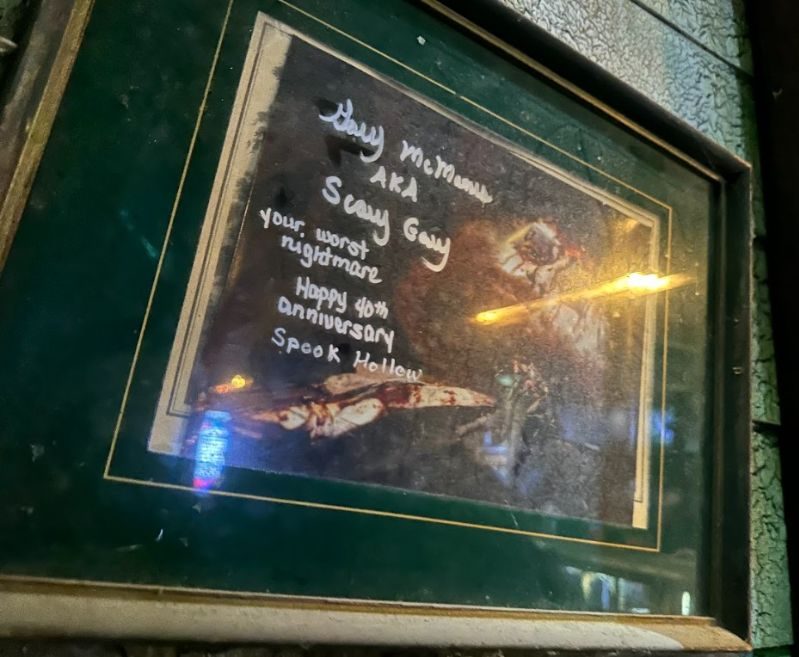 Gary McManus
AKA
Scary Gary
your worst
nightmare
Happy 40th
anniversary
Spook Hollow